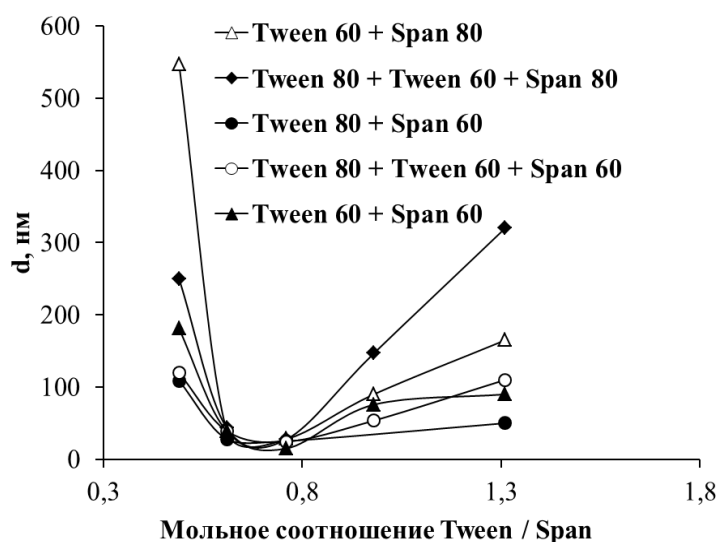 600
500
400
300
200
100
0
d, нм
Tween 60 + Span 80
Tween 80 + Tween 60 + Span 80
Tween 80 + Span 60
Tween 80 + Tween 60 + Span 60
Tween 60 + Span 60
0,3 0,8 1,3 1,8
Мольное соотношение Tween / Span